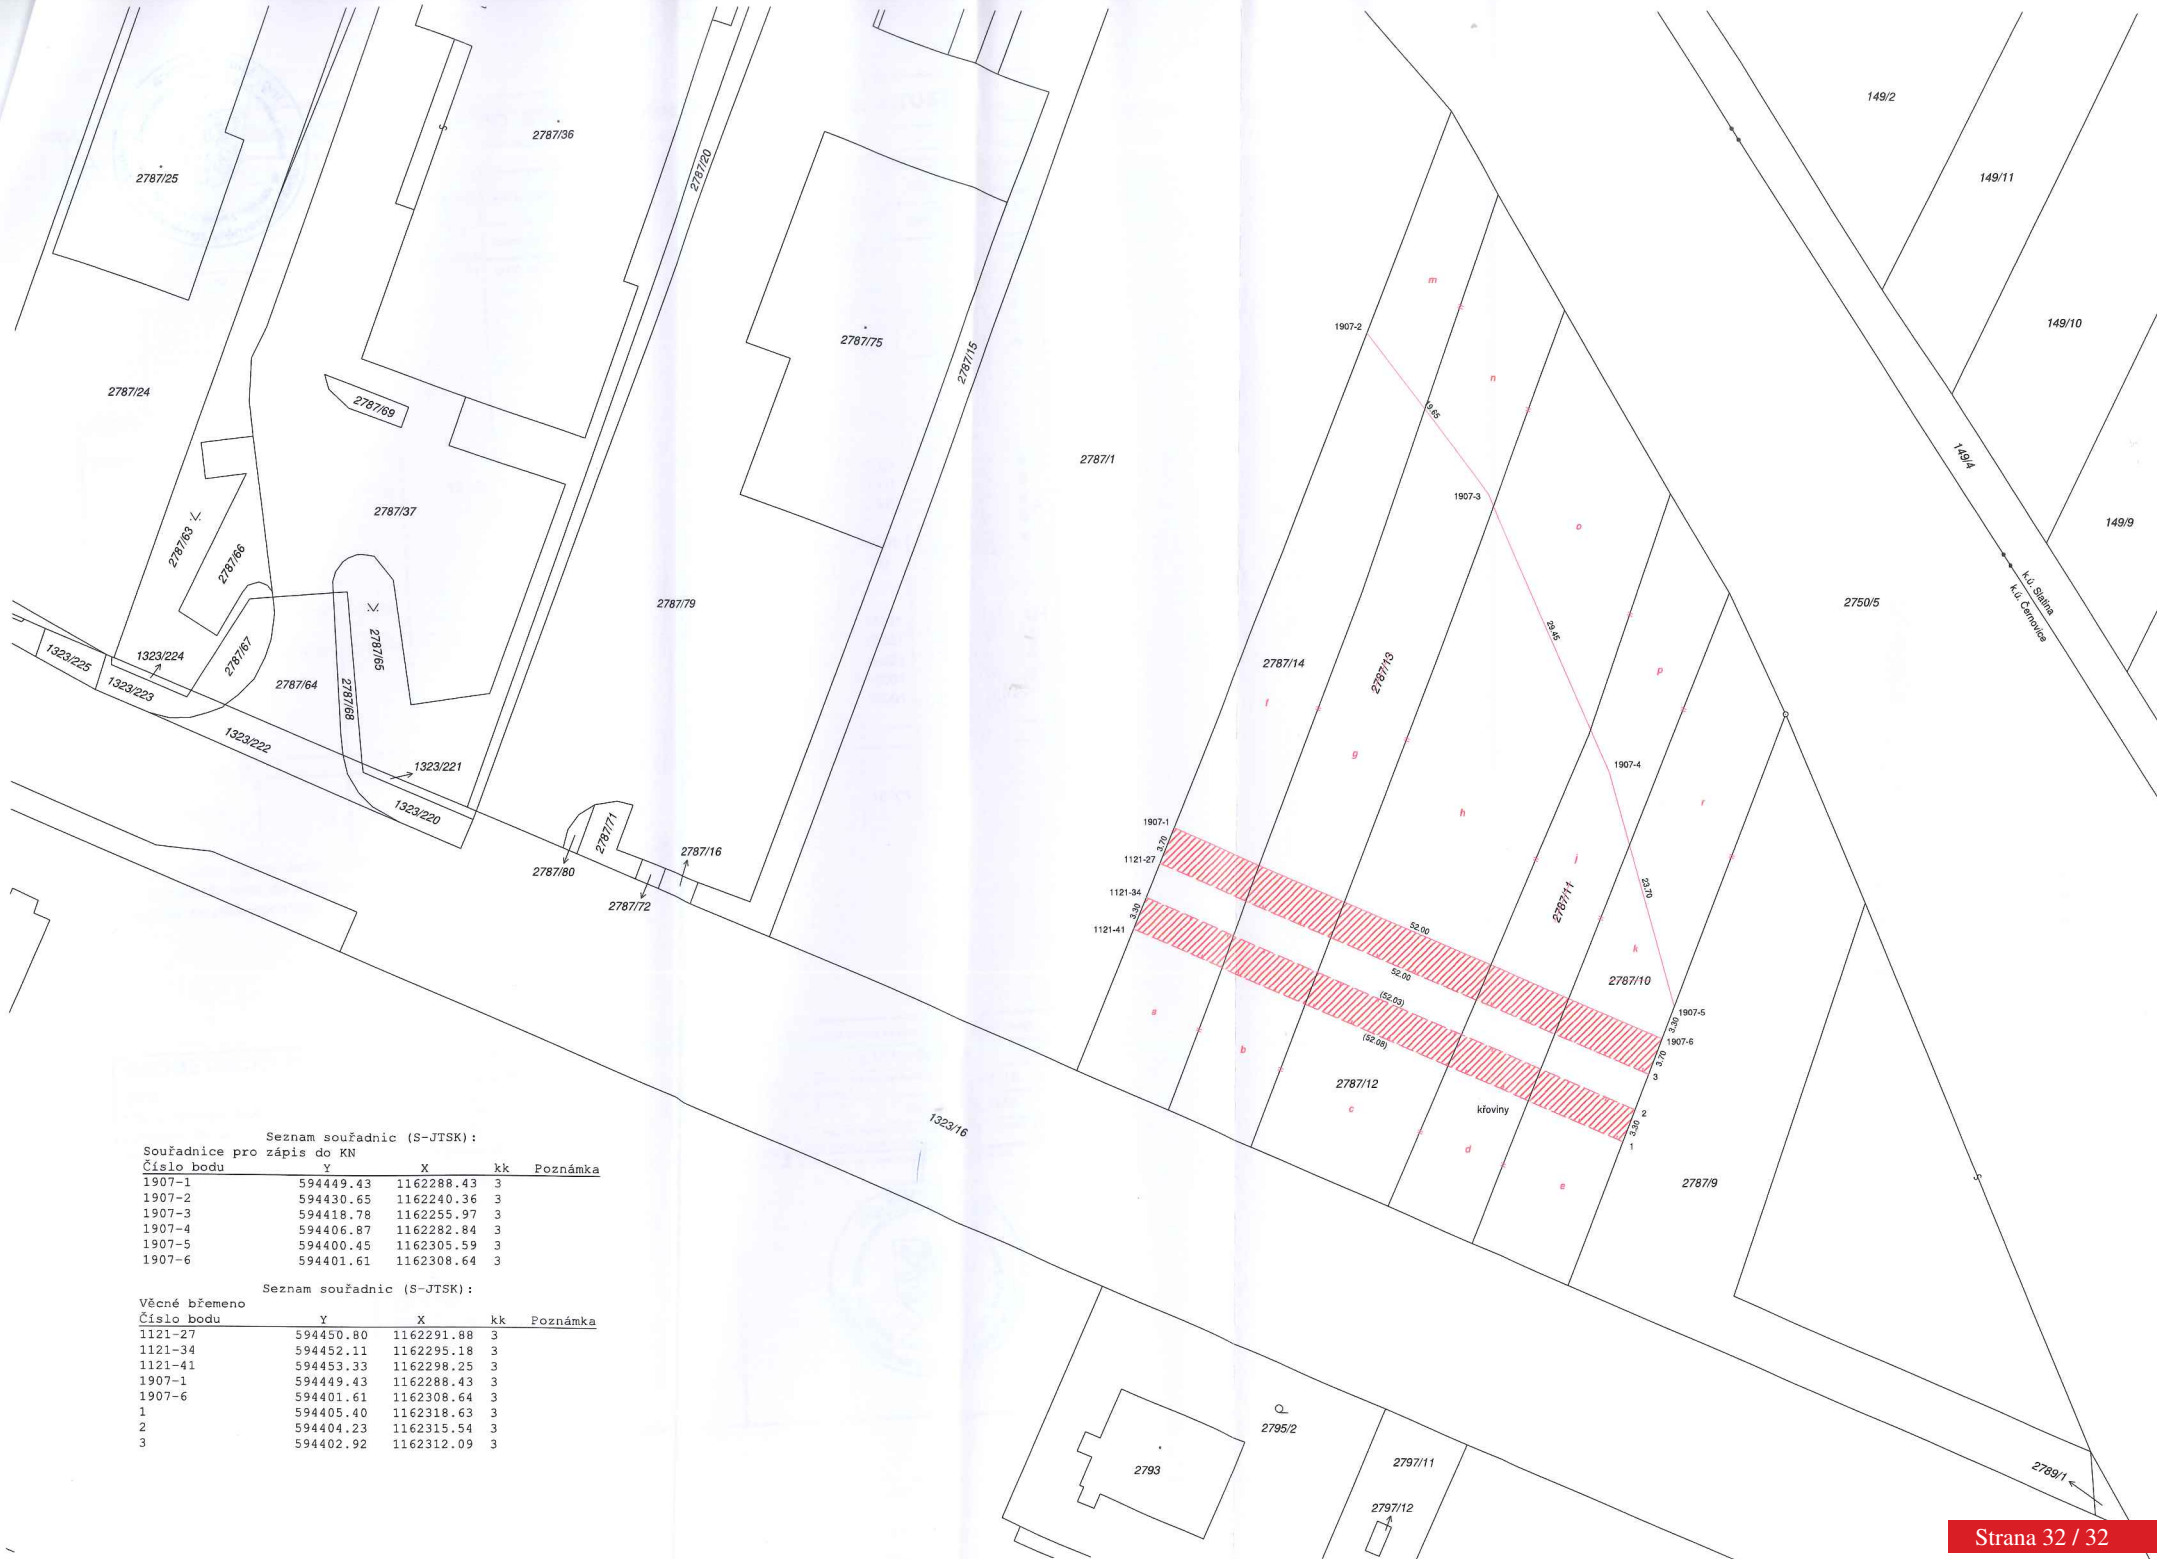 149/2
2787/36
2787/25
2787/20
149/11
m
1907-2
149/10
2787/75
2787/15
n
2787/24
2787/69
19.65
149/4
2787/1
1907-3
2787/37
o
149/9
2787/63
2787/66
k.ú. Slatina
k.ú. Černovice
2787/79
2750/5
29.45
2787/65
1323/225
1323/224
2787/67
2787/14
2787/13
p
1323/223
2787/64
2787/68
f
1323/222
g
1323/221
1907-4
r
1323/220
h
1907-1
2787/71
3.70
2787/16
1121-27
j
2787/80
1121-34
23.70
2787/11
2787/72
3.30
1121-41
52.00
k
52.00
2787/10
(52.03)
a
1907-5
3.30
(52.08)
1907-6
b
3.70
3
2787/12
c
křoviny
2
1323/16
3.30
1
d
e
2787/9
Seznam souřadnic (S-JTSK):
Souřadnice pro zápis do KN
Číslo bodu Y X kk Poznámka
1907-1 594449.43 1162288.43 3
1907-2 594430.65 1162240.36 3
1907-3 594418.78 1162255.97 3
1907-4 594406.87 1162282.84 3
1907-5 594400.45 1162305.59 3
1907-6 594401.61 1162308.64 3
Seznam souřadnic (S-JTSK):
Věcné břemeno
Číslo bodu Y X kk Poznámka
1121-27 594450.80 1162291.88 3
1121-34 594452.11 1162295.18 3
1121-41 594453.33 1162298.25 3
1907-1 594449.43 1162288.43 3
1907-6 594401.61 1162308.64 3
1 594405.40 1162318.63 3
2 594404.23 1162315.54 3
3 594402.92 1162312.09 3
2795/2
2793
2797/11
2797/12
2789/1
Strana 32 / 32